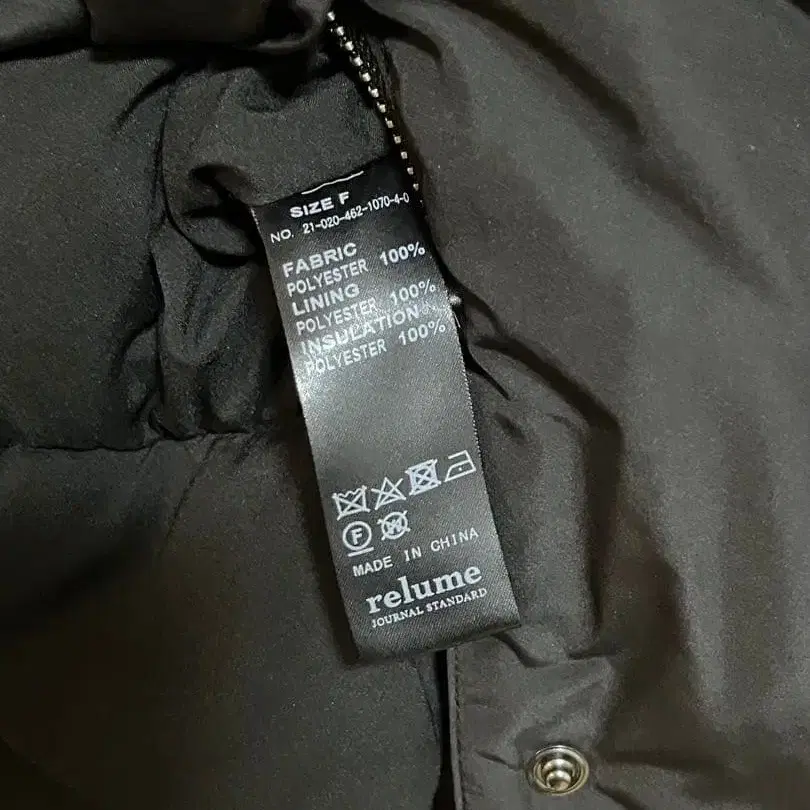 SIZE F
NO. 21-020-462-1070-4-0
FABRIC
POLYESTER 100%
LINING
POLYESTER 100%
INSULATION
POLYESTER 100%
F W
MADE IN CHINA
relume
JOURNAL STANDARD